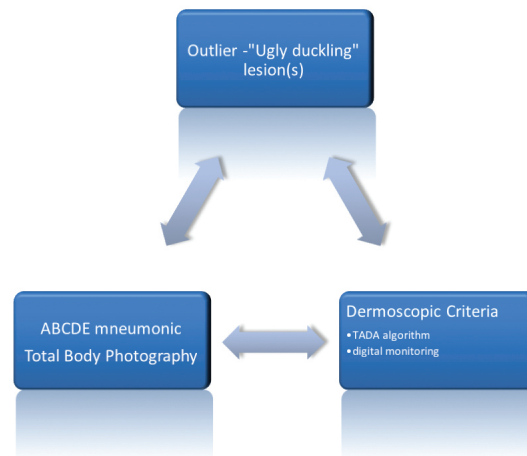 Outlier -"Ugly duckling"
lesion(s)
ABCDE mneumonic
Total Body Photography
Dermoscopic Criteria
•TADA algorithm
•digital monitoring